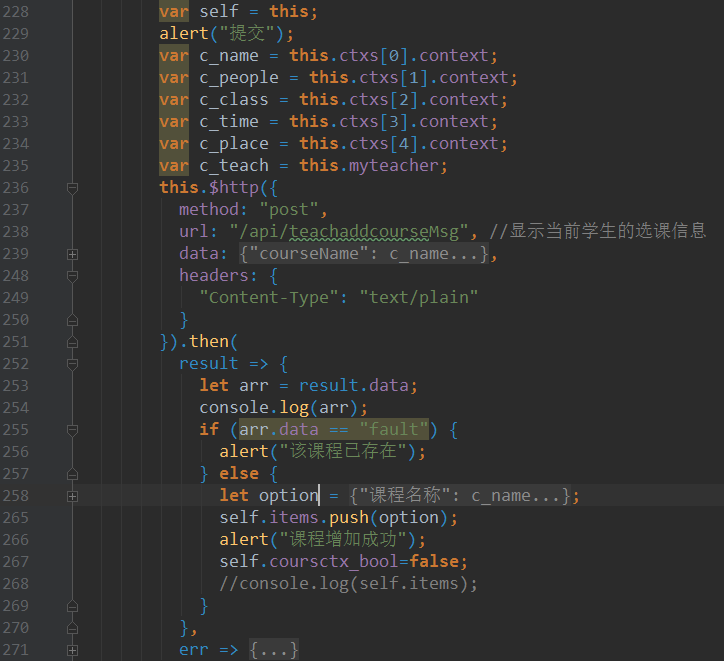 228 var self = this;
229 alert("提交");
230 var c_name = this.ctxs[0].context;
231 var c_people = this.ctxs[1].context;
232 var c_class = this.ctxs[2].context;
233 var c_time = this.ctxs[3].context;
234 var c_place = this.ctxs[4].context;
235 var c_teach = this.myteacher;
236 this.$http({
237 method: "post",
238 url: "/api/teachaddcourseMsg", //显示当前学生的选课信息
239 data: {"courseName": c_name...},
248 headers: {
249 "Content-Type": "text/plain"
250 }
251 }).then(
252 result => {
253 let arr = result.data;
254 console.log(arr);
255 if (arr.data == "fault") {
256 alert("该课程已存在");
257 } else {
258 let option = {"课程名称": c_name...};
265 self.items.push(option);
266 alert("课程增加成功");
267 self.coursctx_bool=false;
268 //console.log(self.items);
269 }
270 },
271 err => {...}